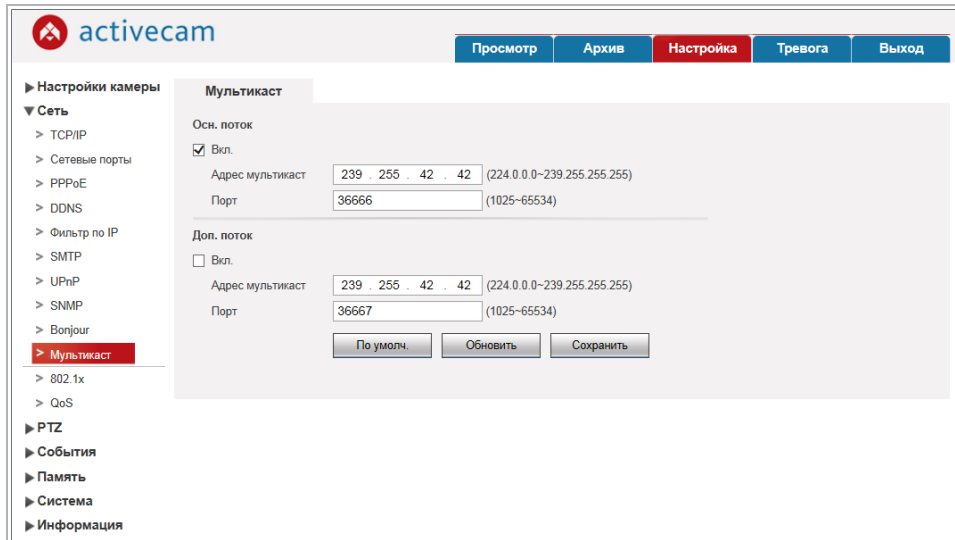 activecam
Просмотр Архив Настройка Тревога Выход
Настройки камеры
Сеть
> TCP/IP
> Сетевые порты
> PPPoE
> DDNS
> Фильтр по IP
> SMTP
> UPnP
> SNMP
> Bonjour
> Мультикаст
> 802.1x
> QoS
PTZ
События
Память
Система
Информация
Мультикаст
Осн. поток
Вкл.
Адрес мультикаст 239 . 255 . 42 . 42 (224.0.0.0~239.255.255.255)
Порт 36666 (1025~65534)
Доп. поток
Вкл.
Адрес мультикаст 239 . 255 . 42 . 42 (224.0.0.0~239.255.255.255)
Порт 36667 (1025~65534)
По умолч. Обновить Сохранить